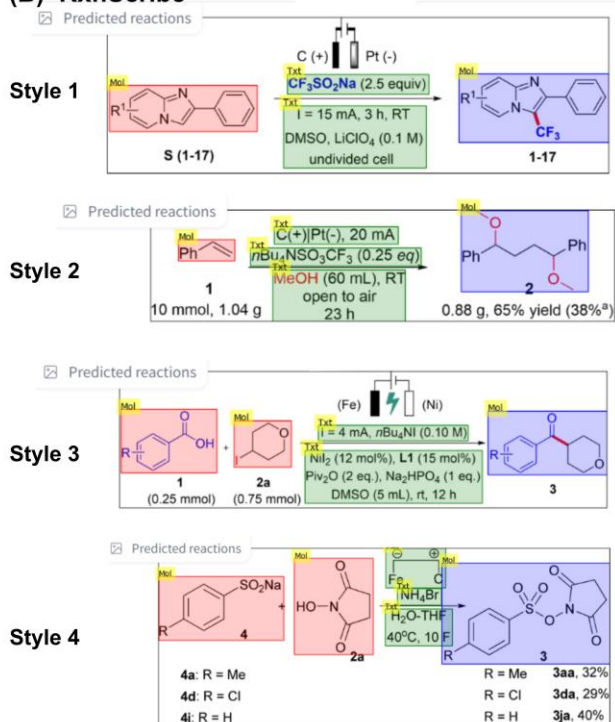 (B) RxnScribe
Predicted reactions
C (+) Pt (-)
Mol
Txt
Mol
Style 1
CF3SO2Na (2.5 equiv)
Txt
R1
N
N
I = 15 mA, 3 h, RT
DMSO, LiClO4 (0.1 M)
undivided cell
R1
N
N
CF3
S (1-17)
1-17
Predicted reactions
Mol
Txt
C(+)|Pt(-), 20 mA
Mol
O
Style 2
Ph
Txt
nBu4NSO3CF3 (0.25 eq)
Txt
MeOH (60 mL), RT
open to air
23 h
Ph
Ph
O
1
2
10 mmol, 1.04 g
0.88 g, 65% yield (38%a)
Predicted reactions
(Fe) (Ni)
Mol
O
OH
R
Mol
O
I
Txt
i = 4 mA, nBu4NI (0.10 M)
Mol
O
R
O
Style 3
+
Txt
NiI2 (12 mol%), L1 (15 mol%)
Piv2O (2 eq.), Na2HPO4 (1 eq.)
DMSO (5 mL), rt, 12 h
1
2a
3
(0.25 mmol)
(0.75 mmol)
Predicted reactions
Mol
SO2Na
R
4
+
Mol
O
HO N
O
2a
Txt
⊖ ⊕
Fe C
Txt
NH4Br
Txt
H2O-THF
40°C, 10 F
Mol
O
O O
S
O N
O
R
3
Style 4
4a: R = Me
R = Me 3aa, 32%
4d: R = Cl
R = Cl 3da, 29%
4j: R = H
R = H 3ja, 40%